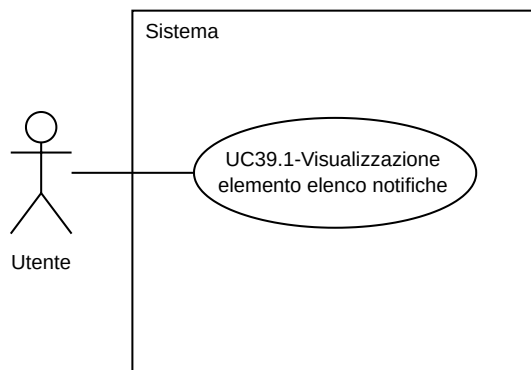 Sistema
UC39.1-Visualizzazione
elemento elenco notifiche
Utente